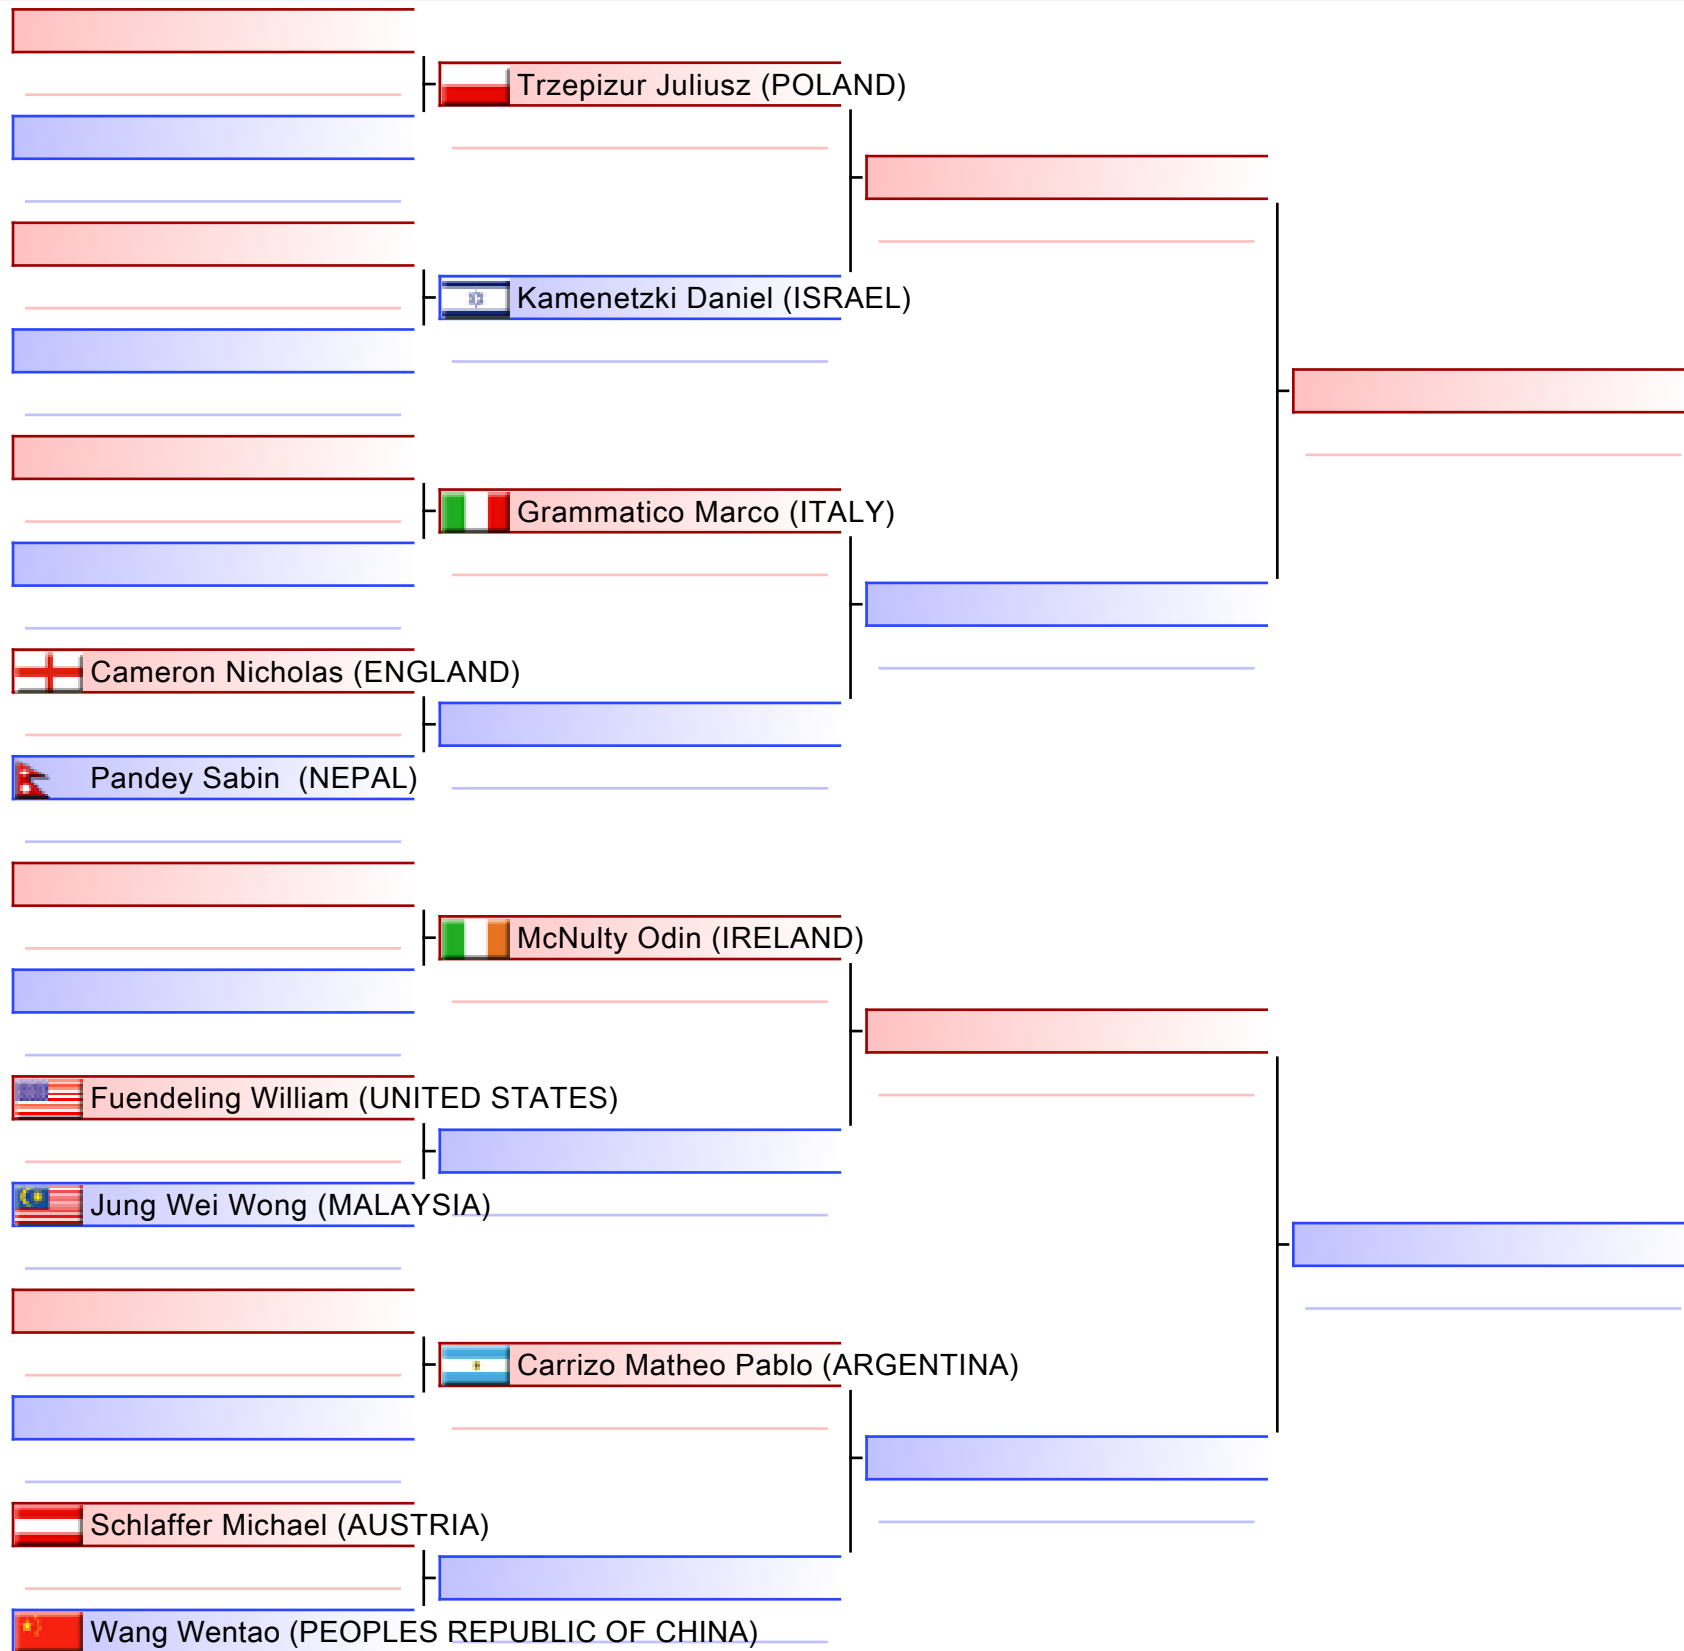 Trzepizur Juliusz (POLAND)
Kamenetzki Daniel (ISRAEL)
Grammatico Marco (ITALY)
Cameron Nicholas (ENGLAND)
Pandey Sabin  (NEPAL)
McNulty Odin (IRELAND)
Fuendeling William (UNITED STATES)
Jung Wei Wong (MALAYSIA)
Carrizo Matheo Pablo (ARGENTINA)
Schlaffer Michael (AUSTRIA)
Wang Wentao (PEOPLES REPUBLIC OF CHINA)